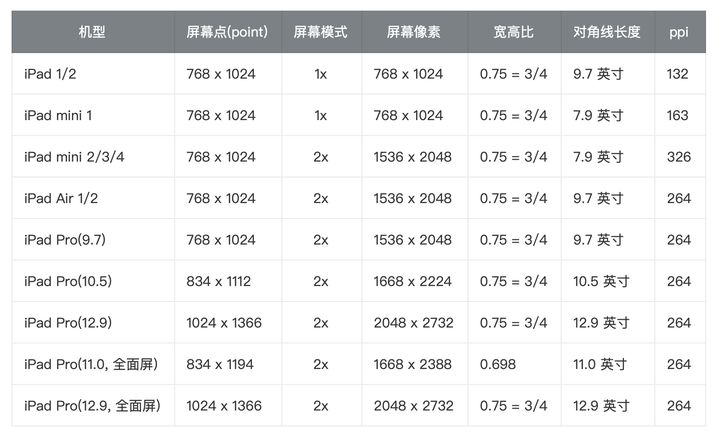 机型 屏幕点(point) 屏幕模式 屏幕像素 宽高比 对角线长度 ppi
iPad 1/2 768 x 1024 1x 768 x 1024 0.75 = 3/4 9.7 英寸 132
iPad mini 1 768 x 1024 1x 768 x 1024 0.75 = 3/4 7.9 英寸 163
iPad mini 2/3/4 768 x 1024 2x 1536 x 2048 0.75 = 3/4 7.9 英寸 326
iPad Air 1/2 768 x 1024 2x 1536 x 2048 0.75 = 3/4 9.7 英寸 264
iPad Pro(9.7) 768 x 1024 2x 1536 x 2048 0.75 = 3/4 9.7 英寸 264
iPad Pro(10.5) 834 x 1112 2x 1668 x 2224 0.75 = 3/4 10.5 英寸 264
iPad Pro(12.9) 1024 x 1366 2x 2048 x 2732 0.75 = 3/4 12.9 英寸 264
iPad Pro(11.0, 全面屏) 834 x 1194 2x 1668 x 2388 0.698 11.0 英寸 264
iPad Pro(12.9, 全面屏) 1024 x 1366 2x 2048 x 2732 0.75 = 3/4 12.9 英寸 264